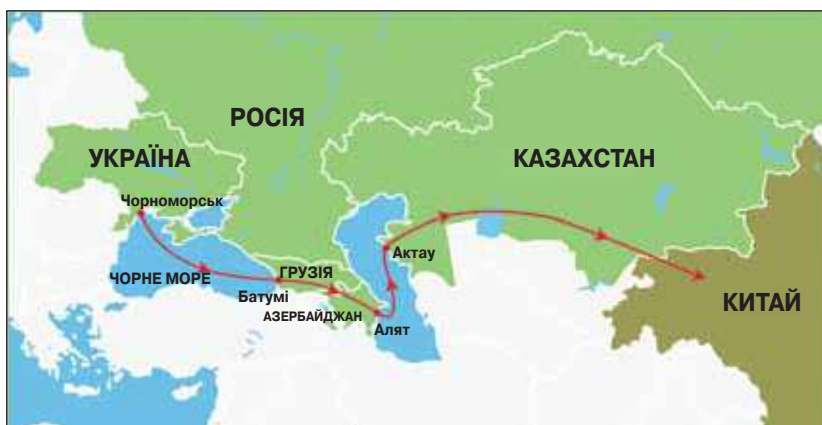 РОСІЯ
УКРАЇНА
КАЗАХСТАН
Чорноморськ
Актау
ЧОРНЕ МОРЕ
ГРУЗІЯ
Батумі
АЗЕРБАЙДЖАН
Алят
КИТАЙ